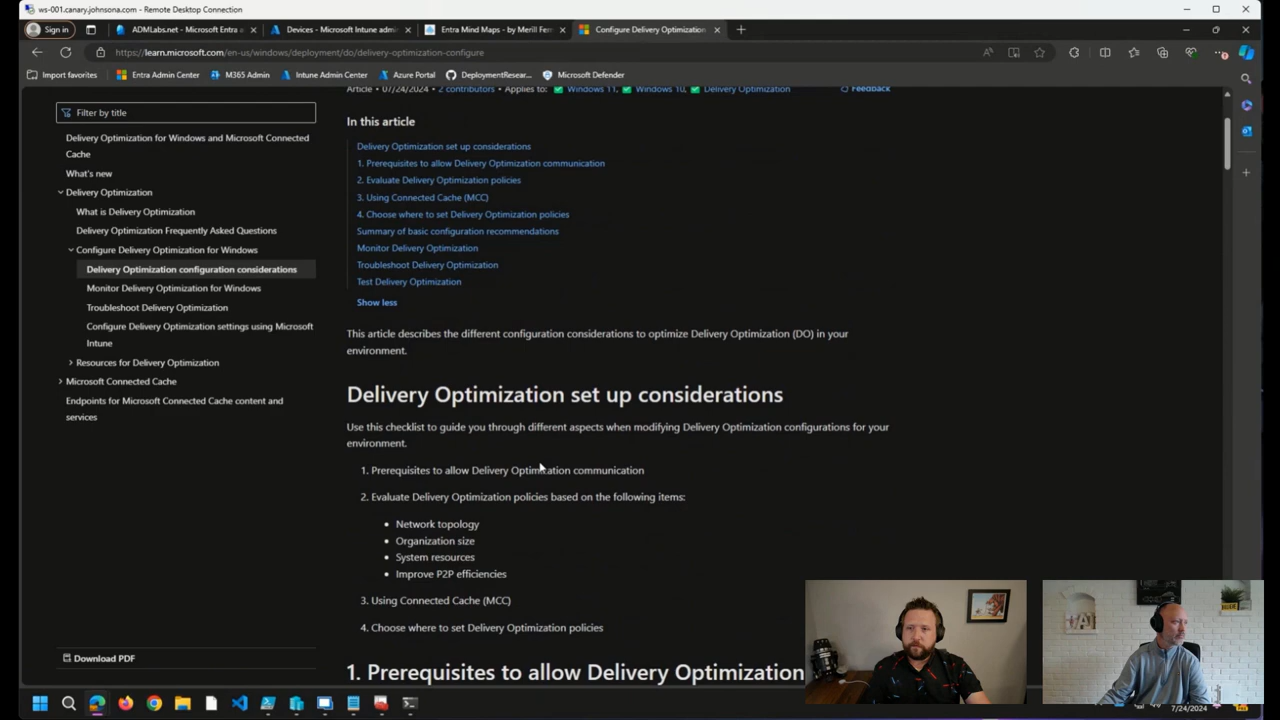 ws-001.canary.johnsona.com - Remote Desktop Connection
Sign in
ADMLabs.net - Microsoft Entra a
Devices - Microsoft Intune admin
Entra Mind Maps - by Merill Fer
Configure Delivery Optimization
https://learn.microsoft.com/en-us/windows/deployment/do/delivery-optimization-configure
Import favorites
Entra Admin Center
M365 Admin
Intune Admin Center
Azure Portal
DeploymentResear...
Microsoft Defender
Filter by title
Delivery Optimization for Windows and Microsoft Connected
Cache
What's new
Delivery Optimization
What is Delivery Optimization
Delivery Optimization Frequently Asked Questions
Configure Delivery Optimization for Windows
Delivery Optimization configuration considerations
Monitor Delivery Optimization for Windows
Troubleshoot Delivery Optimization
Configure Delivery Optimization settings using Microsoft
Intune
Resources for Delivery Optimization
Microsoft Connected Cache
Endpoints for Microsoft Connected Cache content and
services
Download PDF
Article • 07/24/2024 • 2 contributors • Applies to: Windows 11, Windows 10, Delivery Optimization
Feedback
In this article
Delivery Optimization set up considerations
1. Prerequisites to allow Delivery Optimization communication
2. Evaluate Delivery Optimization policies
3. Using Connected Cache (MCC)
4. Choose where to set Delivery Optimization policies
Summary of basic configuration recommendations
Monitor Delivery Optimization
Troubleshoot Delivery Optimization
Test Delivery Optimization
Show less
This article describes the different configuration considerations to optimize Delivery Optimization (DO) in your
environment.
Delivery Optimization set up considerations
Use this checklist to guide you through different aspects when modifying Delivery Optimization configurations for your
environment.
1. Prerequisites to allow Delivery Optimization communication
2. Evaluate Delivery Optimization policies based on the following items:
• Network topology
• Organization size
• System resources
• Improve P2P efficiencies
3. Using Connected Cache (MCC)
4. Choose where to set Delivery Optimization policies
1. Prerequisites to allow Delivery Optimization
7/24/2024